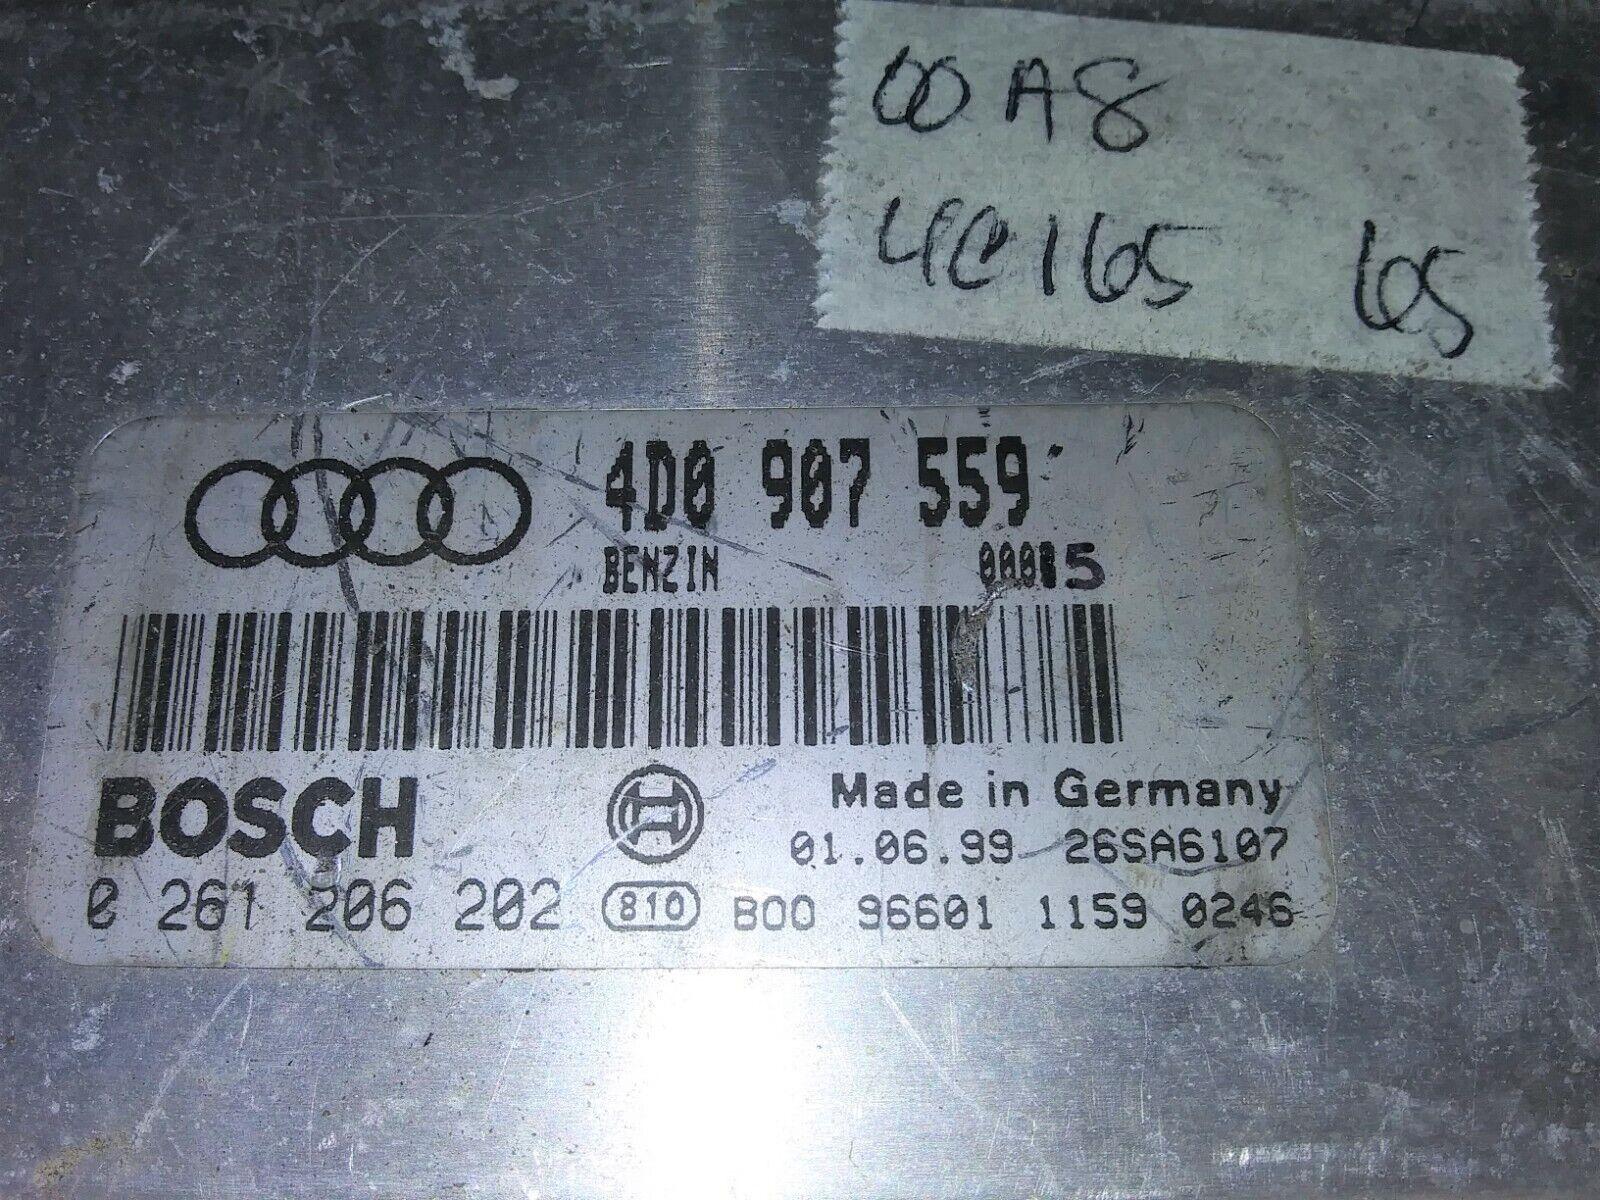 00 A8
4C165 65
4D0 907 559
BENZIN
BOSCH
Made in Germany
01.06.99 26SA6107
0 261 206 202 810 B00 96601 1159 0246